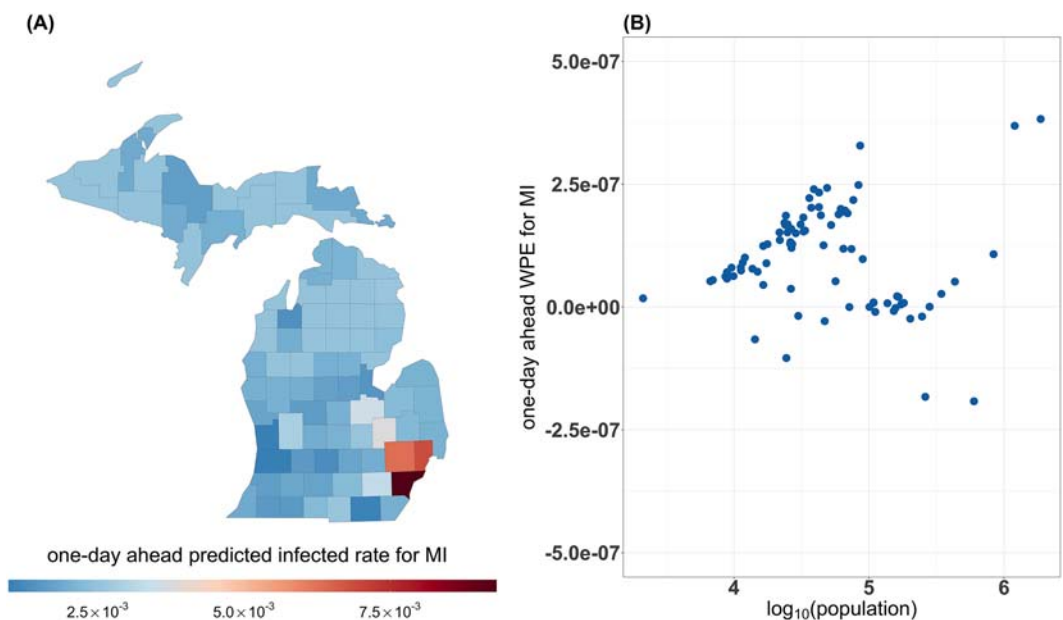 (A)
one-day ahead predicted infected rate for MI
2.5×10⁻³ 5.0×10⁻³ 7.5×10⁻³
(B)
one-day ahead WPE for MI
5.0e-07
2.5e-07
0.0e+00
-2.5e-07
-5.0e-07
4 5 6
log₁₀(population)